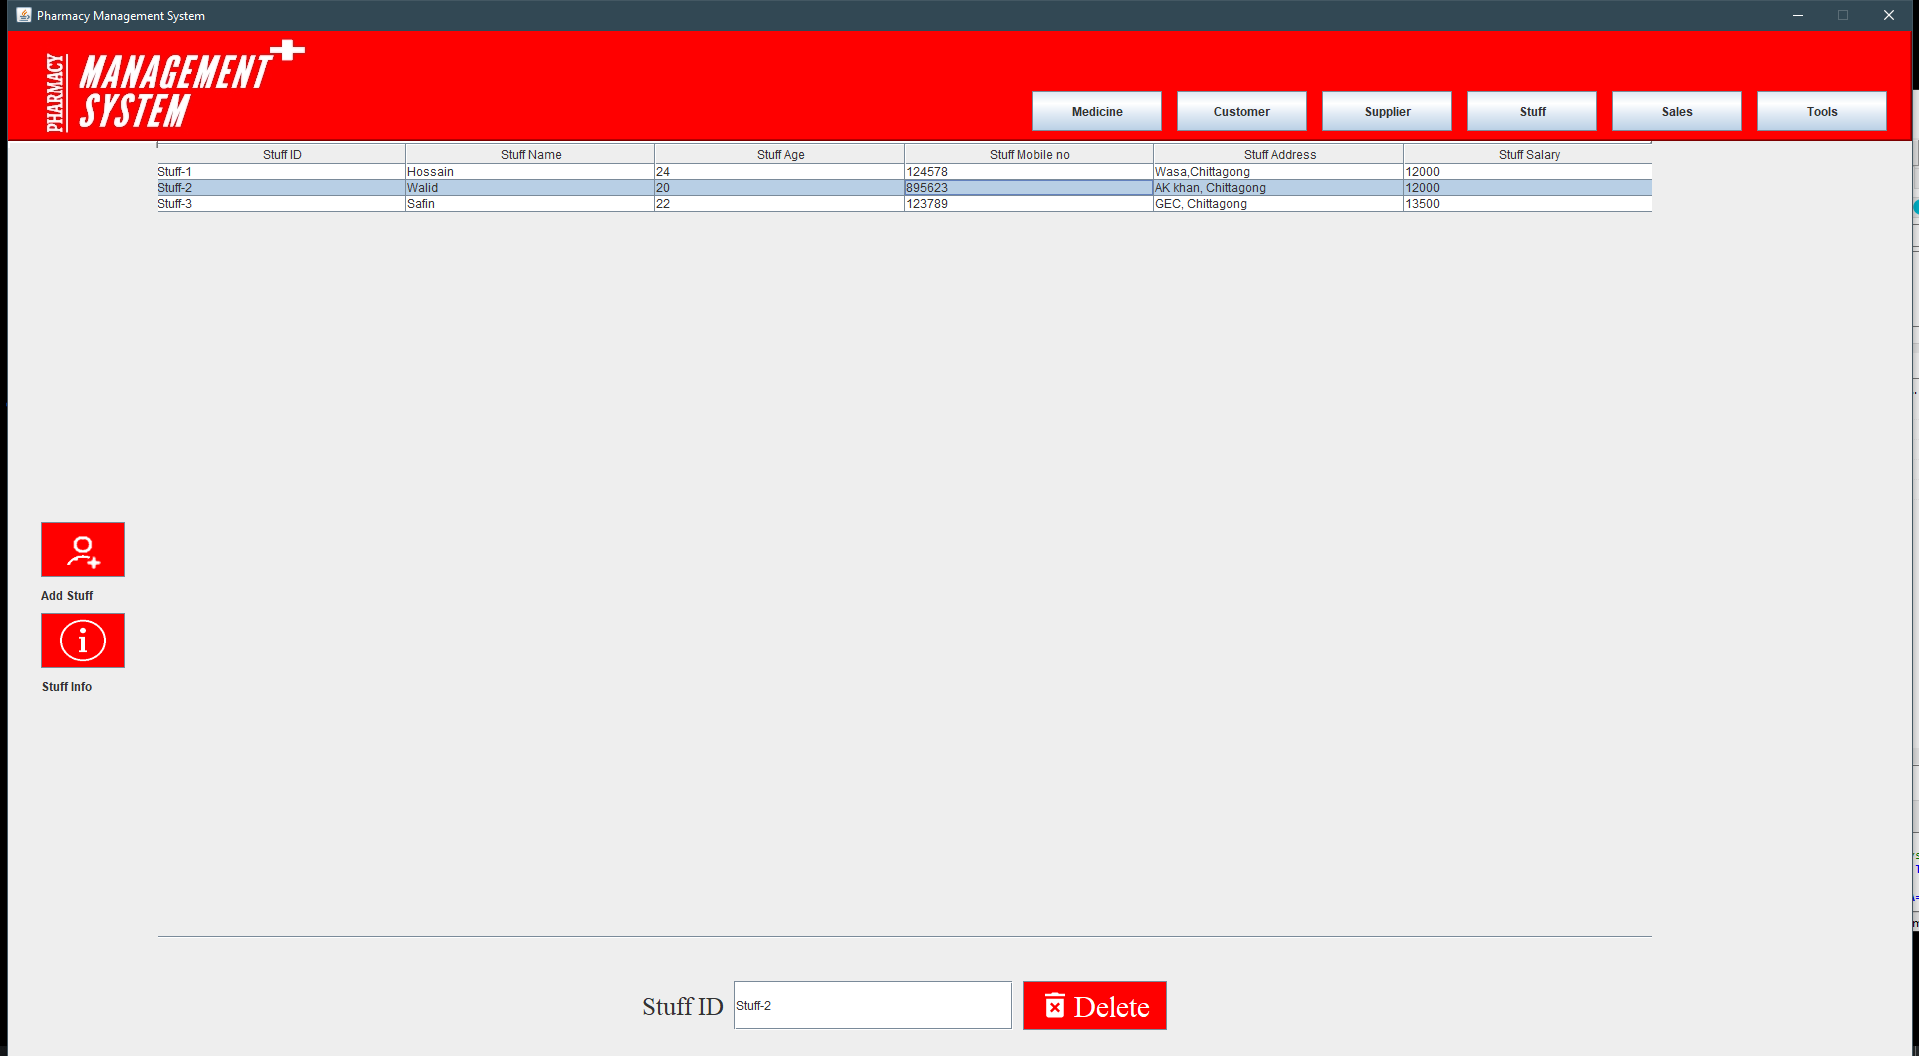 Pharmacy Management System
PHARMACY
MANAGEMENT
SYSTEM
Medicine Customer Supplier Stuff Sales Tools
Stuff ID Stuff Name Stuff Age Stuff Mobile no Stuff Address Stuff Salary
Stuff-1 Hossain 24 124578 Wasa,Chittagong 12000
Stuff-2 Walid 20 895623 AK khan, Chittagong 12000
Stuff-3 Safin 22 123789 GEC, Chittagong 13500
Add Stuff
i
Stuff Info
Stuff ID Stuff-2 Delete